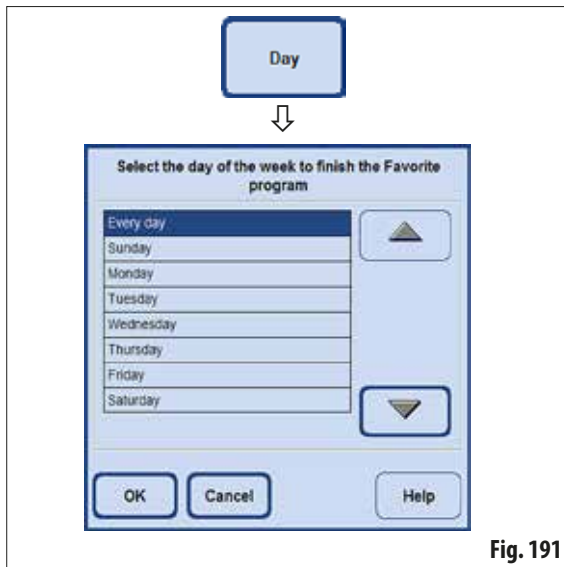 Day
Select the day of the week to finish the Favorite
program
Every day
Sunday
Monday
Tuesday
Wednesday
Thursday
Friday
Saturday
OK
Cancel
Help
Fig. 191